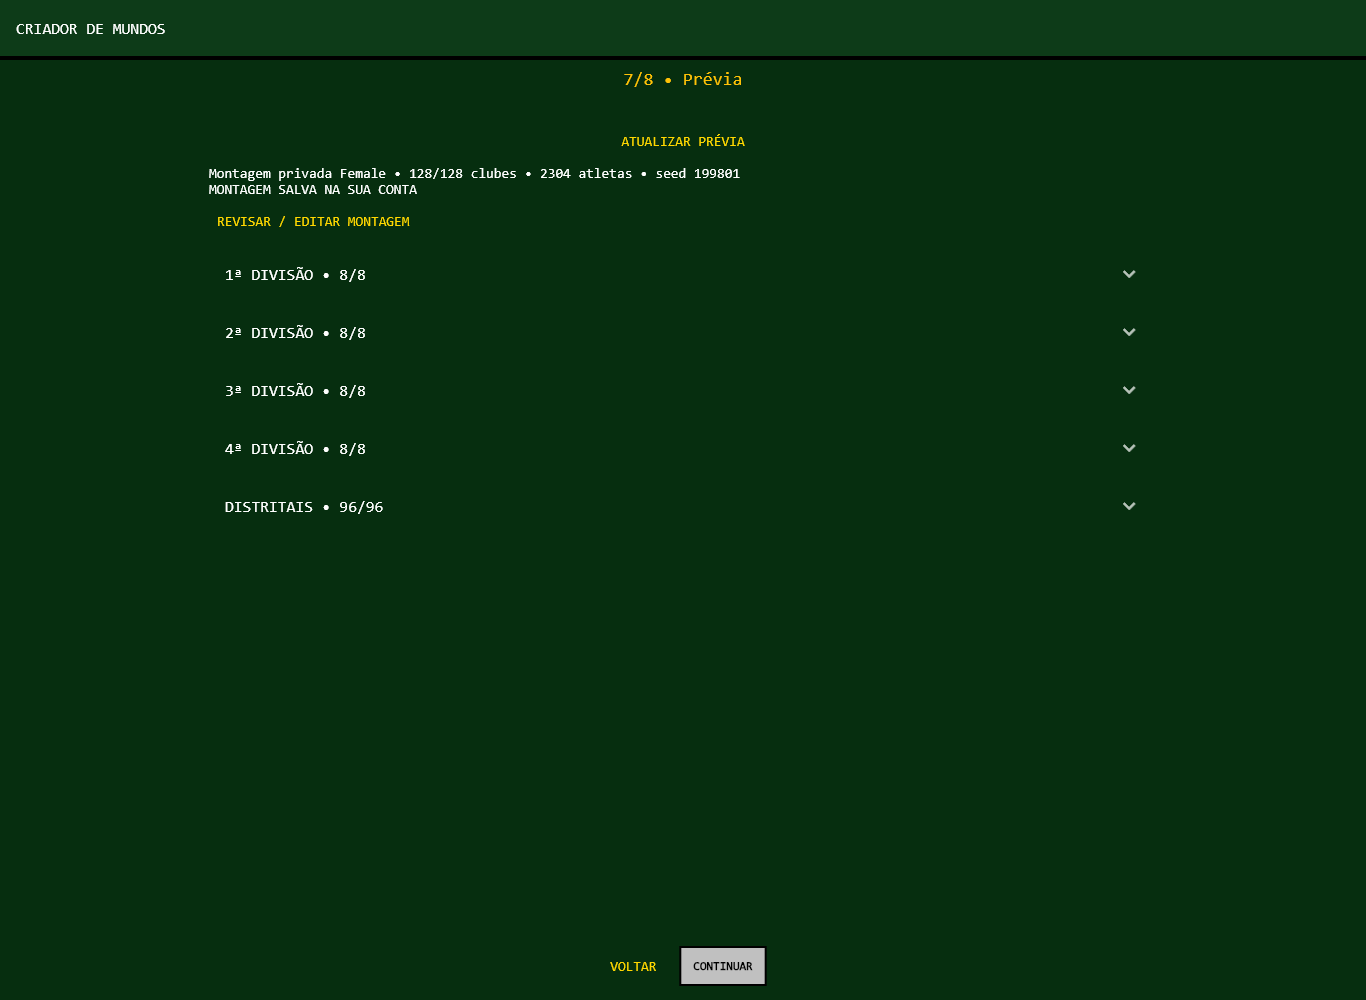 CRIADOR DE MUNDOS
7/8 • Prévia
ATUALIZAR PRÉVIA
Montagem privada Female • 128/128 clubes • 2304 atletas • seed 199801
MONTAGEM SALVA NA SUA CONTA
REVISAR / EDITAR MONTAGEM
1ª DIVISÃO • 8/8
2ª DIVISÃO • 8/8
3ª DIVISÃO • 8/8
4ª DIVISÃO • 8/8
DISTRITAIS • 96/96
VOLTAR
CONTINUAR